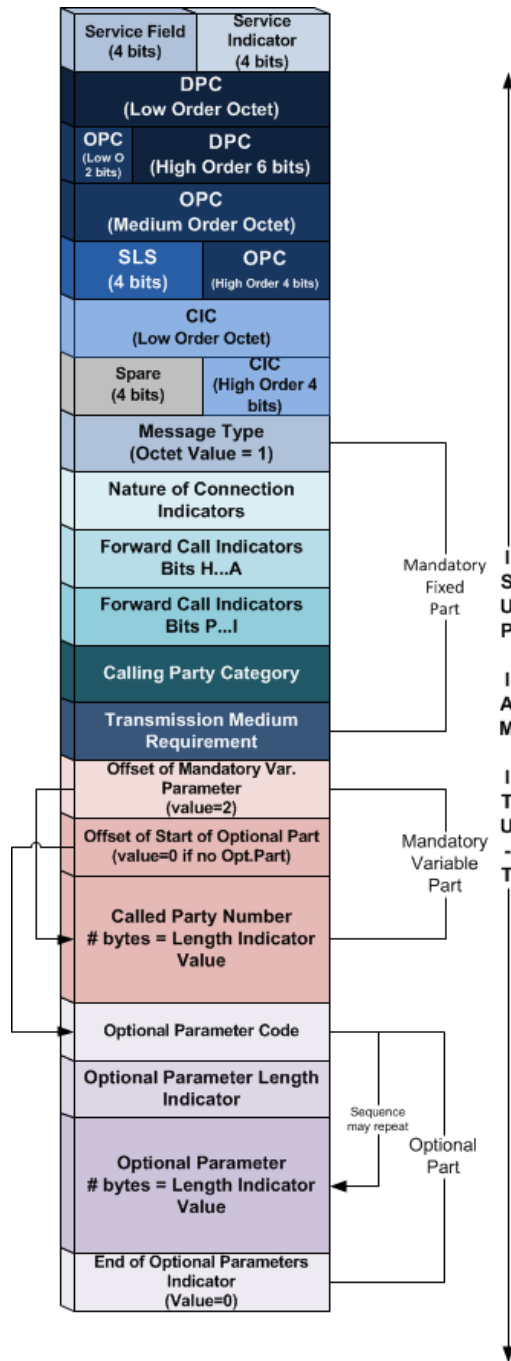 Service Field
(4 bits)
Service
Indicator
(4 bits)
DPC
(Low Order Octet)
OPC
(Low O
2 bits)
DPC
(High Order 6 bits)
OPC
(Medium Order Octet)
SLS
(4 bits)
OPC
(High Order 4 bits)
CIC
(Low Order Octet)
Spare
(4 bits)
CIC
(High Order 4
bits)
Message Type
(Octet Value = 1)
Nature of Connection
Indicators
Forward Call Indicators
Bits H...A
Forward Call Indicators
Bits P...I
Calling Party Category
Transmission Medium
Requirement
Mandatory
Fixed
Part
Offset of Mandatory Var.
Parameter
(value=2)
Offset of Start of Optional Part
(value=0 if no Opt.Part)
Called Party Number
# bytes = Length Indicator
Value
Mandatory
Variable
Part
Optional Parameter Code
Optional Parameter Length
Indicator
Optional Parameter
# bytes = Length Indicator
Value
End of Optional Parameters
Indicator
(Value=0)
Sequence
may repeat
Optional
Part
I
S
U
P
I
A
M
I
T
U
-
T